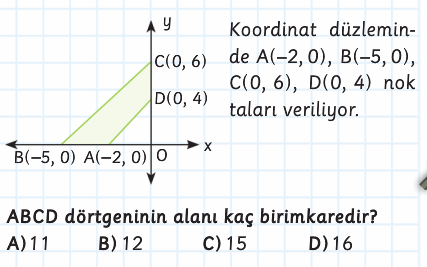 y
C(0, 6)
D(0, 4)
x
B(–5, 0) A(–2, 0) O
Koordinat düzlemin-
de A(–2, 0), B(–5, 0),
C(0, 6), D(0, 4) nok
taları veriliyor.
ABCD dörtgeninin alanı kaç birimkaredir?
A) 11 B) 12 C) 15 D) 16